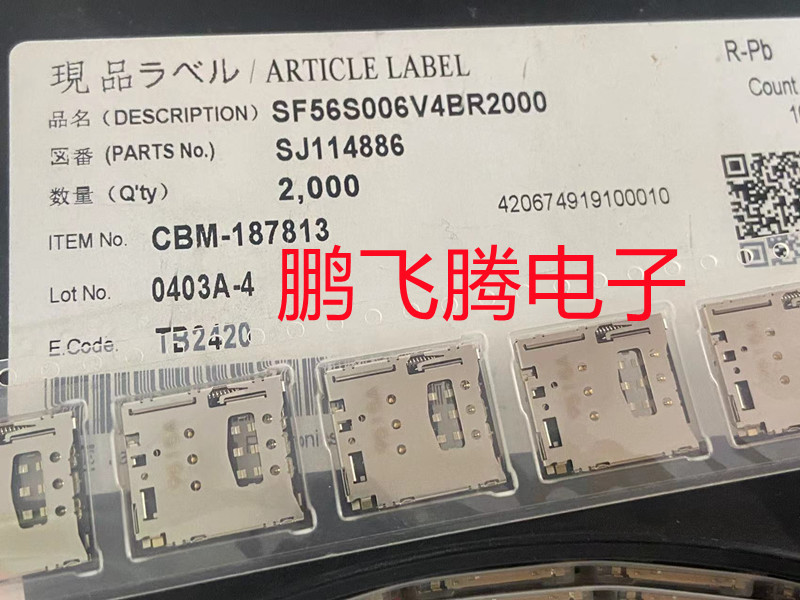 現品ラベル / ARTICLE LABEL
R-Pb
品名 (DESCRIPTION) SF56S006V4BR2000
Count
図番 (PARTS No.) SJ114886
数量 (Q'ty) 2,000
420674919100010
ITEM No. CBM-187813
鹏飞腾电子
Lot No. 0403A-4
E.Code. TB2420